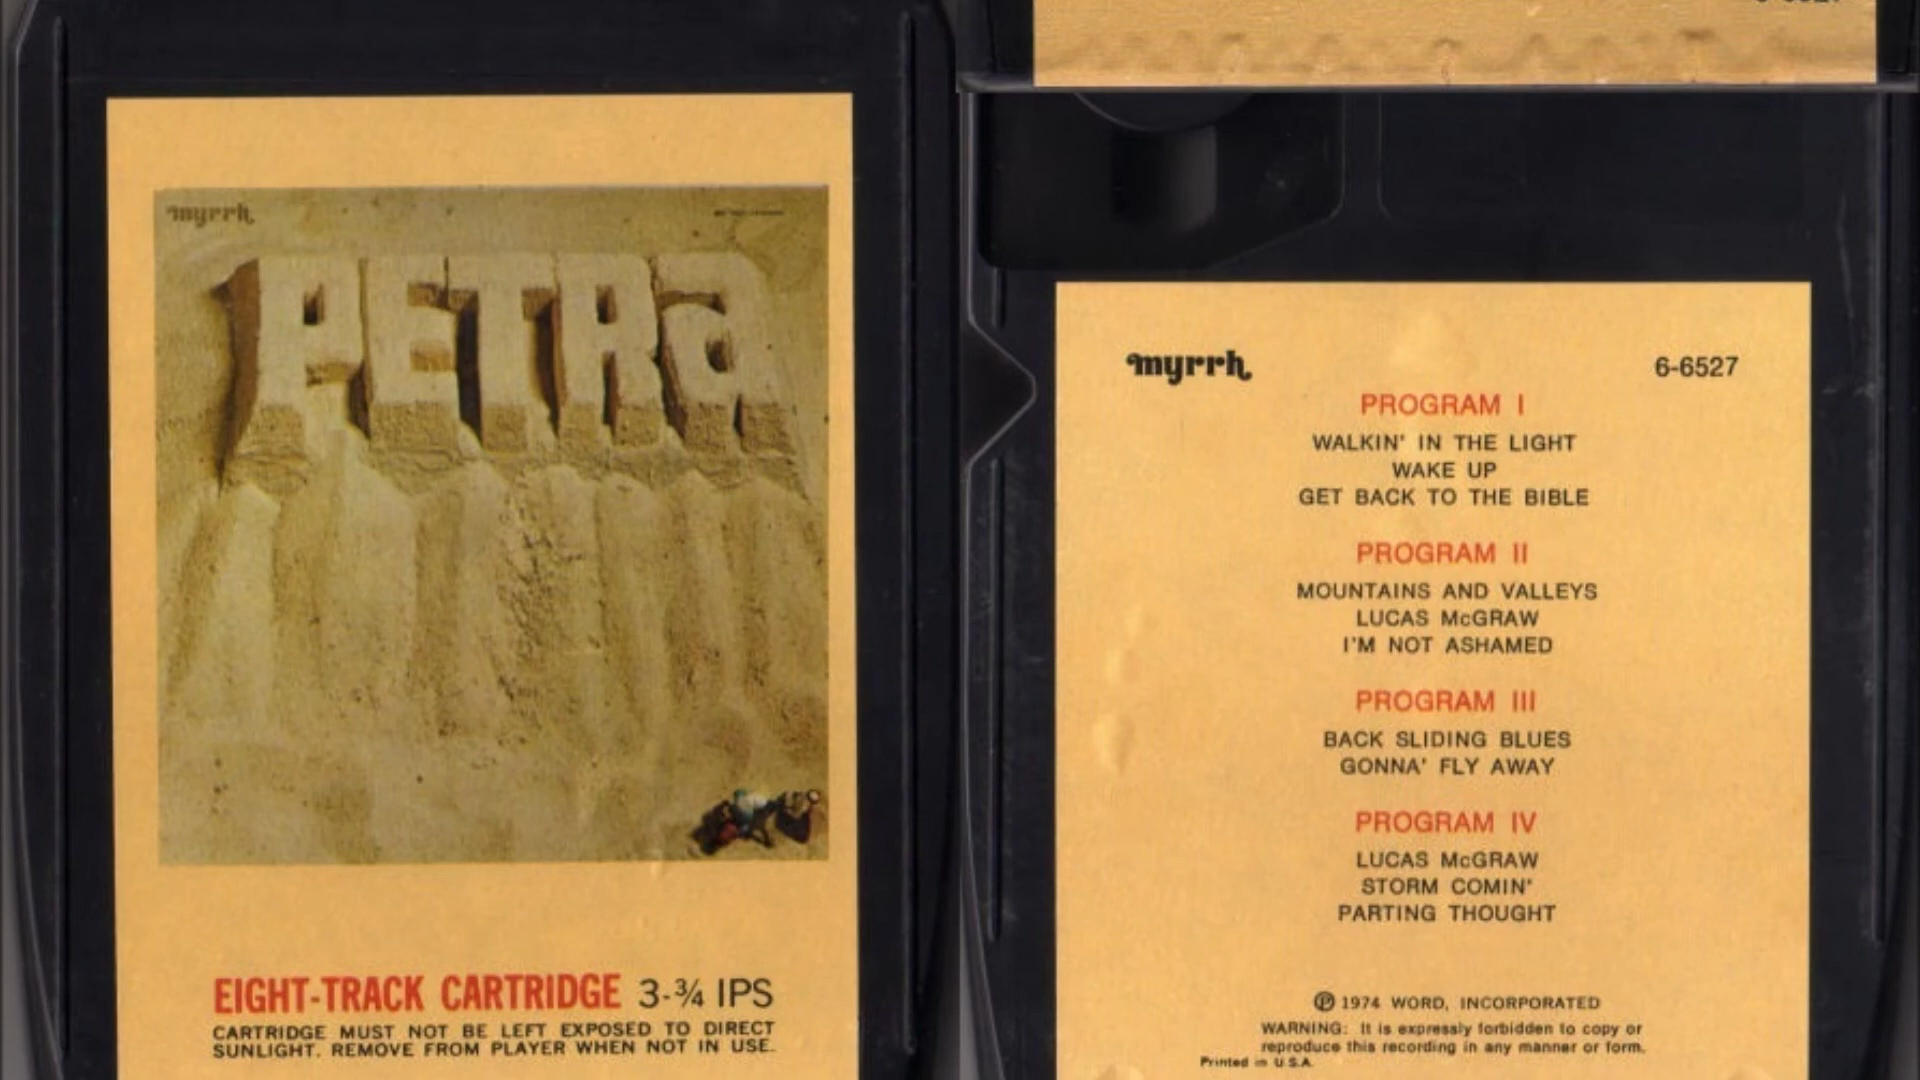 myrrh
PETRa
EIGHT-TRACK CARTRIDGE 3-¾ IPS
CARTRIDGE MUST NOT BE LEFT EXPOSED TO DIRECT
SUNLIGHT. REMOVE FROM PLAYER WHEN NOT IN USE.
6-6527
myrrh 6-6527
PROGRAM I
WALKIN' IN THE LIGHT
WAKE UP
GET BACK TO THE BIBLE
PROGRAM II
MOUNTAINS AND VALLEYS
LUCAS McGRAW
I'M NOT ASHAMED
PROGRAM III
BACK SLIDING BLUES
GONNA' FLY AWAY
PROGRAM IV
LUCAS McGRAW
STORM COMIN'
PARTING THOUGHT
Ⓟ 1974 WORD, INCORPORATED
WARNING: It is expressly forbidden to copy or
reproduce this recording in any manner or form.
Printed in U.S.A.